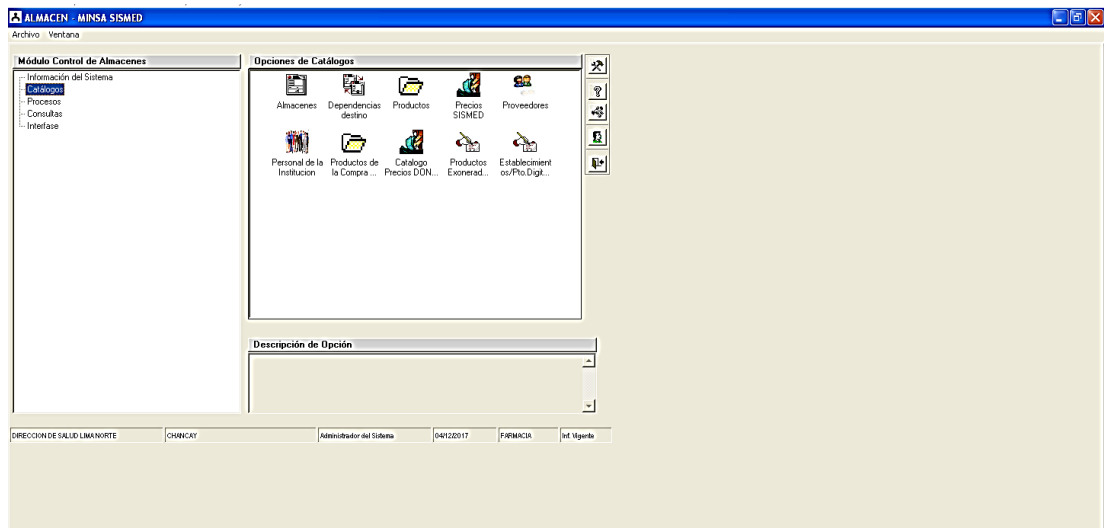 ALMACEN - MINSA SISMED
Archivo Ventana
Módulo Control de Almacenes
Información del Sistema
Catálogos
Procesos
Consultas
Interfase
Opciones de Catálogos
Almacenes
Dependencias
destino
Productos
Precios
SISMED
Proveedores
Personal de la
Institucion
Productos de
la Compra ...
Catalogo
Precios DON...
Productos
Exonerad...
Establecimient
os/Pto.Digit...
Descripción de Opción
DIRECCION DE SALUD LIMA NORTE
CHANCAY
Administrador del Sistema
04/12/2017
FARMACIA
Inf. Vigente